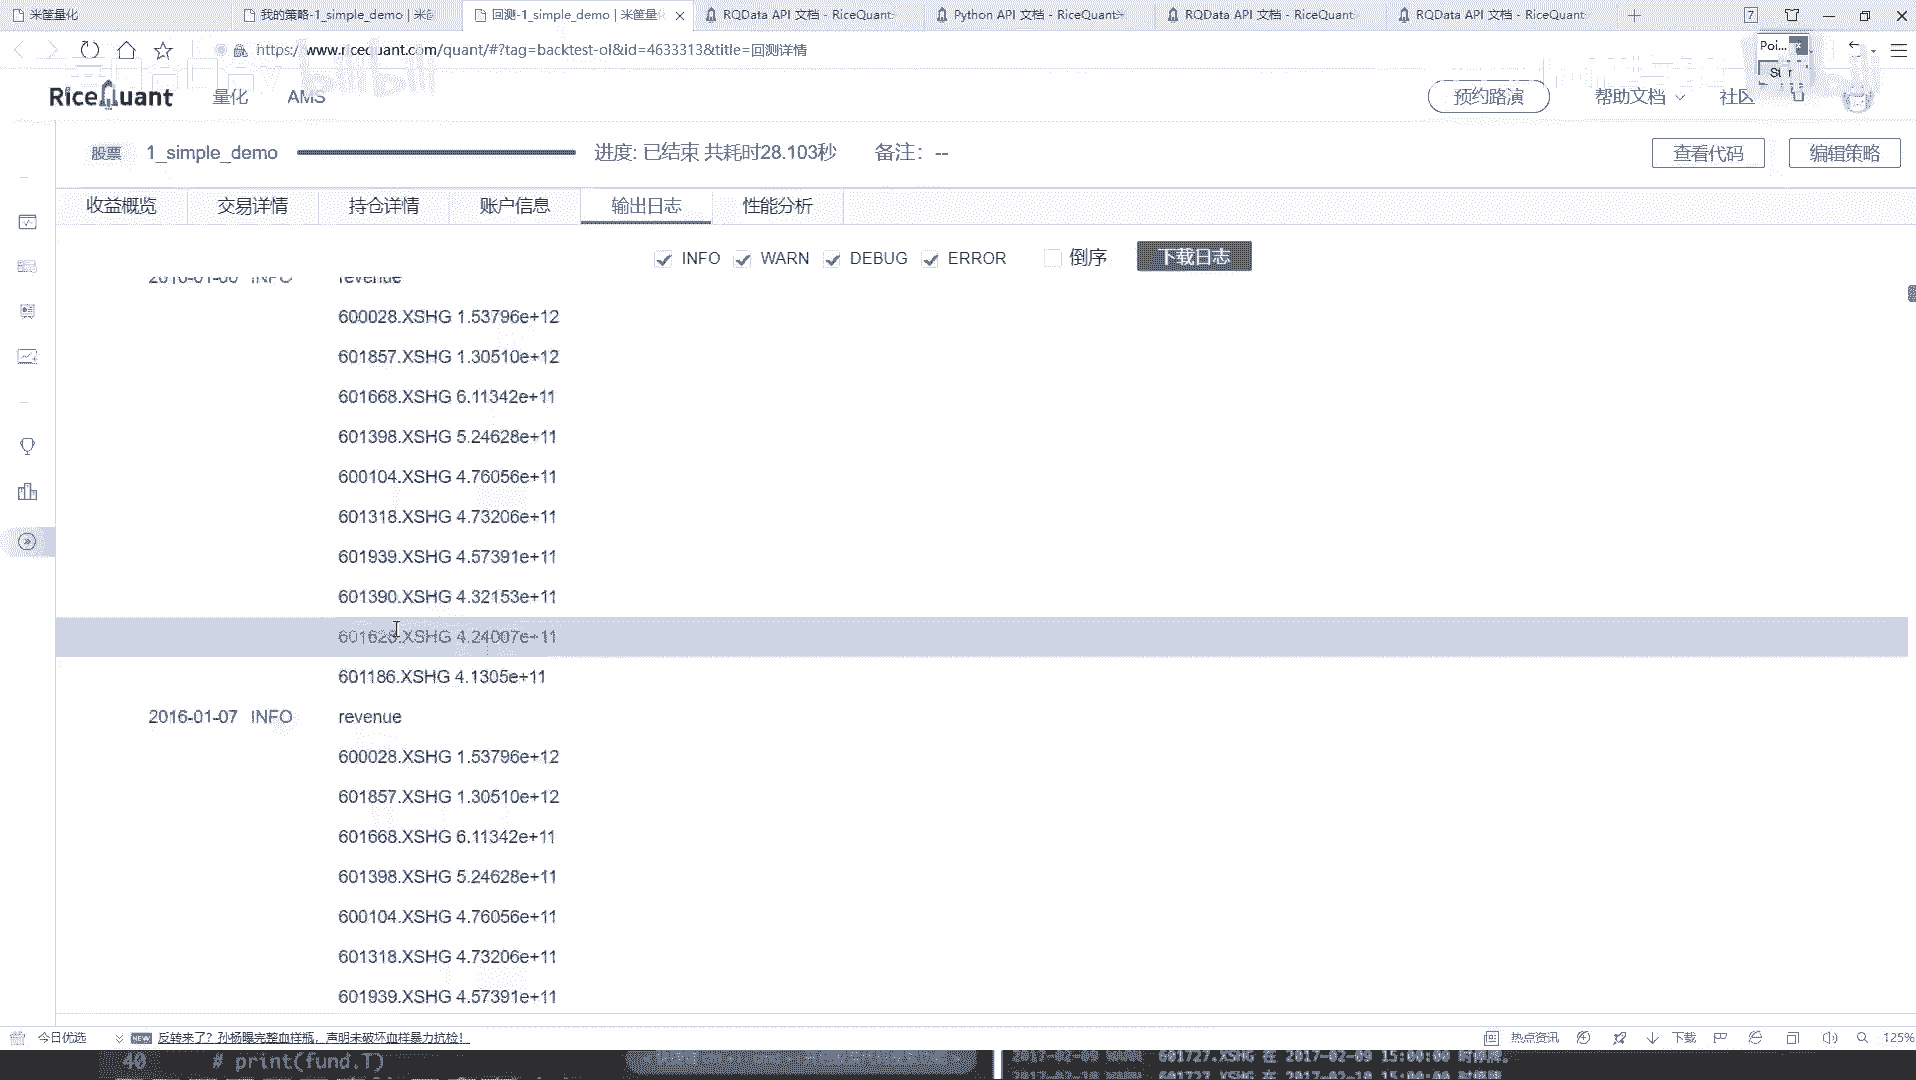 米筐量化
我的策略-1_simple_demo | 米筐
回测-1_simple_demo | 米筐量化
RQData API 文档 - RiceQuant
Python API 文档 - RiceQuant米
RQData API 文档 - RiceQuant
RQData API 文档 - RiceQuant
7
https://www.ricequant.com/quant/#?tag=backtest-ol&id=4633313&title=回测详情
Poi...
RiceQuant
量化
AMS
预约路演
帮助文档
社区
股票
1_simple_demo
进度: 已结束 共耗时28.103秒
备注： --
查看代码
编辑策略
收益概览
交易详情
持仓详情
账户信息
输出日志
性能分析
INFO
WARN
DEBUG
ERROR
倒序
下载日志
INFO revenue
600028.XSHG 1.53796e+12
601857.XSHG 1.30510e+12
601668.XSHG 6.11342e+11
601398.XSHG 5.24628e+11
600104.XSHG 4.76056e+11
601318.XSHG 4.73206e+11
601939.XSHG 4.57391e+11
601390.XSHG 4.32153e+11
601628.XSHG 4.24007e+11
601186.XSHG 4.1305e+11
2016-01-07 INFO revenue
600028.XSHG 1.53796e+12
601857.XSHG 1.30510e+12
601668.XSHG 6.11342e+11
601398.XSHG 5.24628e+11
600104.XSHG 4.76056e+11
601318.XSHG 4.73206e+11
601939.XSHG 4.57391e+11
今日优选
NEW
反转来了？孙杨曝完整血样瓶，声明未破坏血样暴力抗检！
热点资讯
下载
125%
40 # print(fund.T)
2017-02-09 WARN 601727.XSHG 在 2017-02-09 15:00:00 时停牌。
2017-02-10 WARN 601727.XSHG 在 2017-02-10 15:00:00 时停牌。